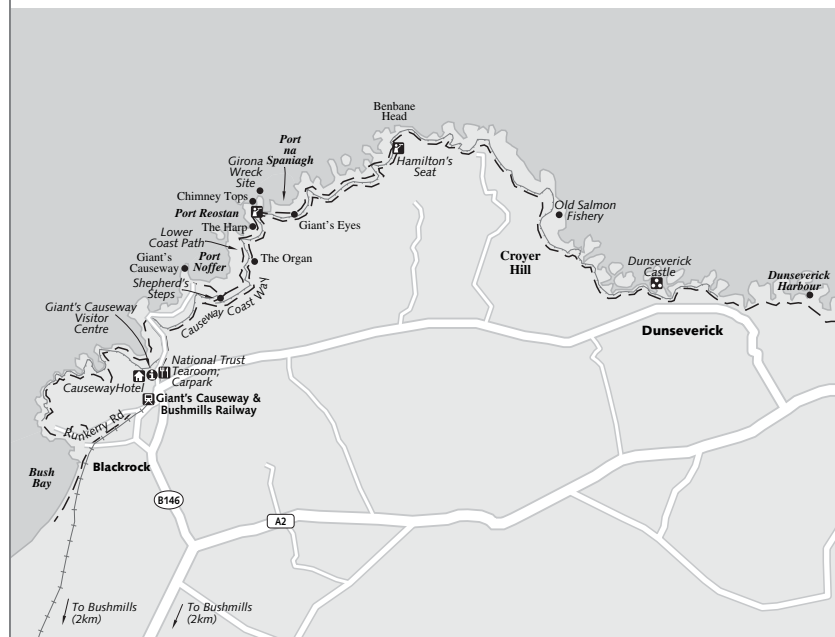 Benbane
Head
Hamilton's
Seat
Port
na
Spaniagh
Girona
Wreck
Site
Chimney Tops
Port Reostan
Giant's Eyes
The Harp
Lower
Coast Path
Port
Noffer
The Organ
Giant's
Causeway
Shepherd's
Steps
Causeway Coast Way
Old Salmon
Fishery
Croyer
Hill
Dunseverick
Castle
Dunseverick
Harbour
Dunseverick
Giant's Causeway
Visitor
Centre
National Trust
Tearoom;
Carpark
CausewayHotel
Giant's Causeway &
Bushmills Railway
Runkerry Rd
Blackrock
Bush
Bay
B146
A2
To Bushmills
(2km)
To Bushmills
(2km)